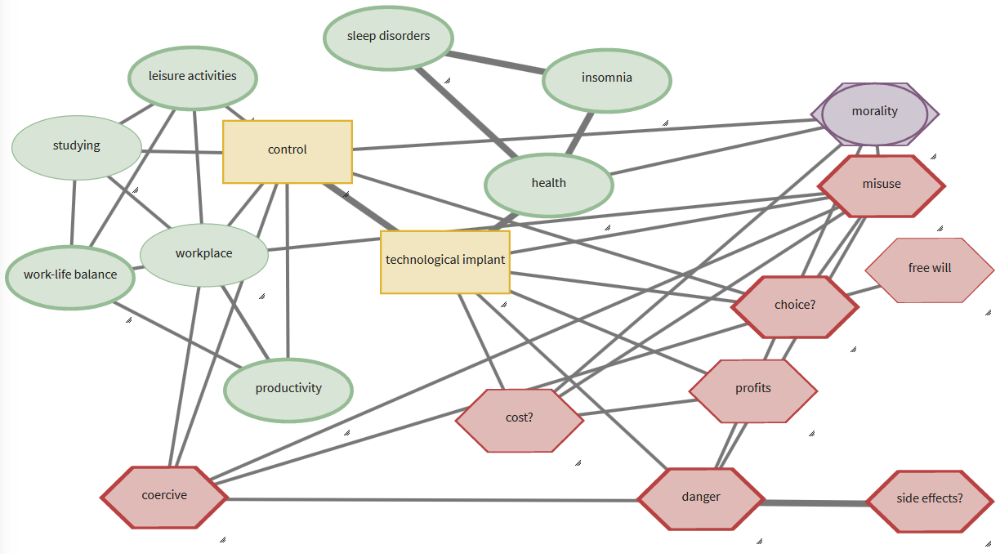 sleep disorders
leisure activities
insomnia
morality
studying
control
health
misuse
workplace
technological implant
free will
work-life balance
choice?
productivity
profits
cost?
coercive
danger
side effects?